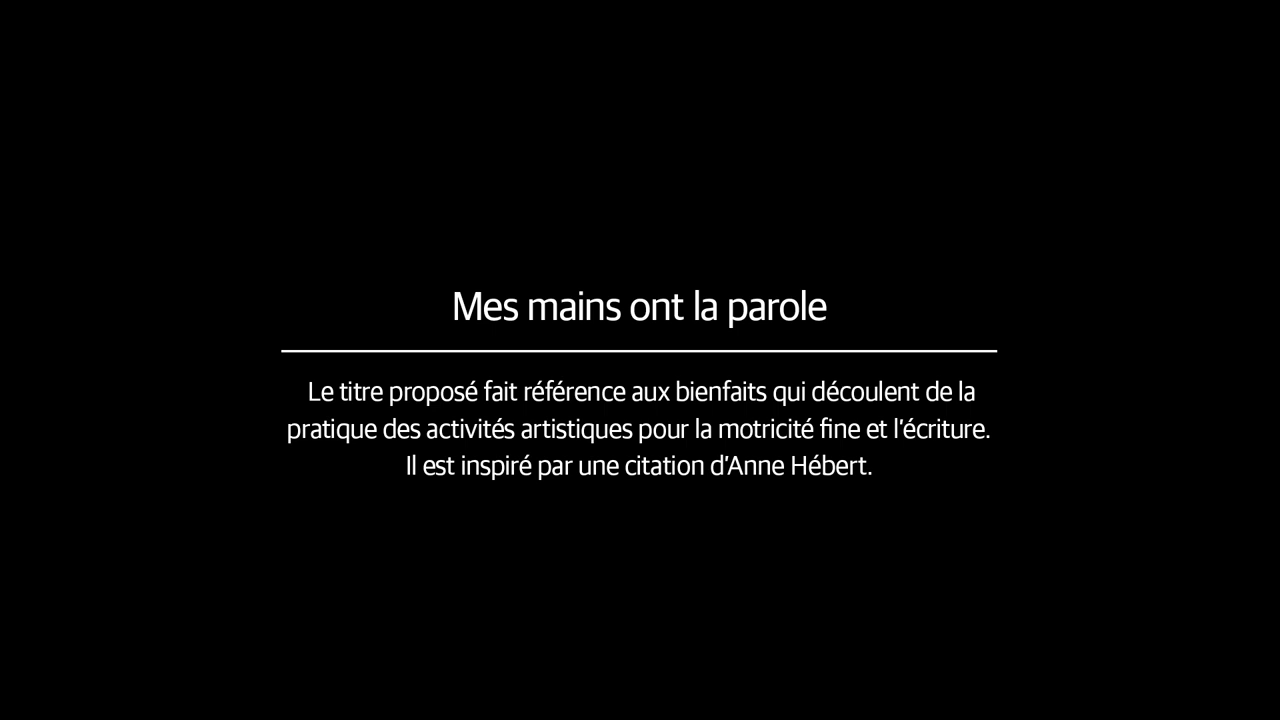 Mes mains ont la parole
Le titre proposé fait référence aux bienfaits qui découlent de la
pratique des activités artistiques pour la motricité fine et l'écriture.
Il est inspiré par une citation d'Anne Hébert.